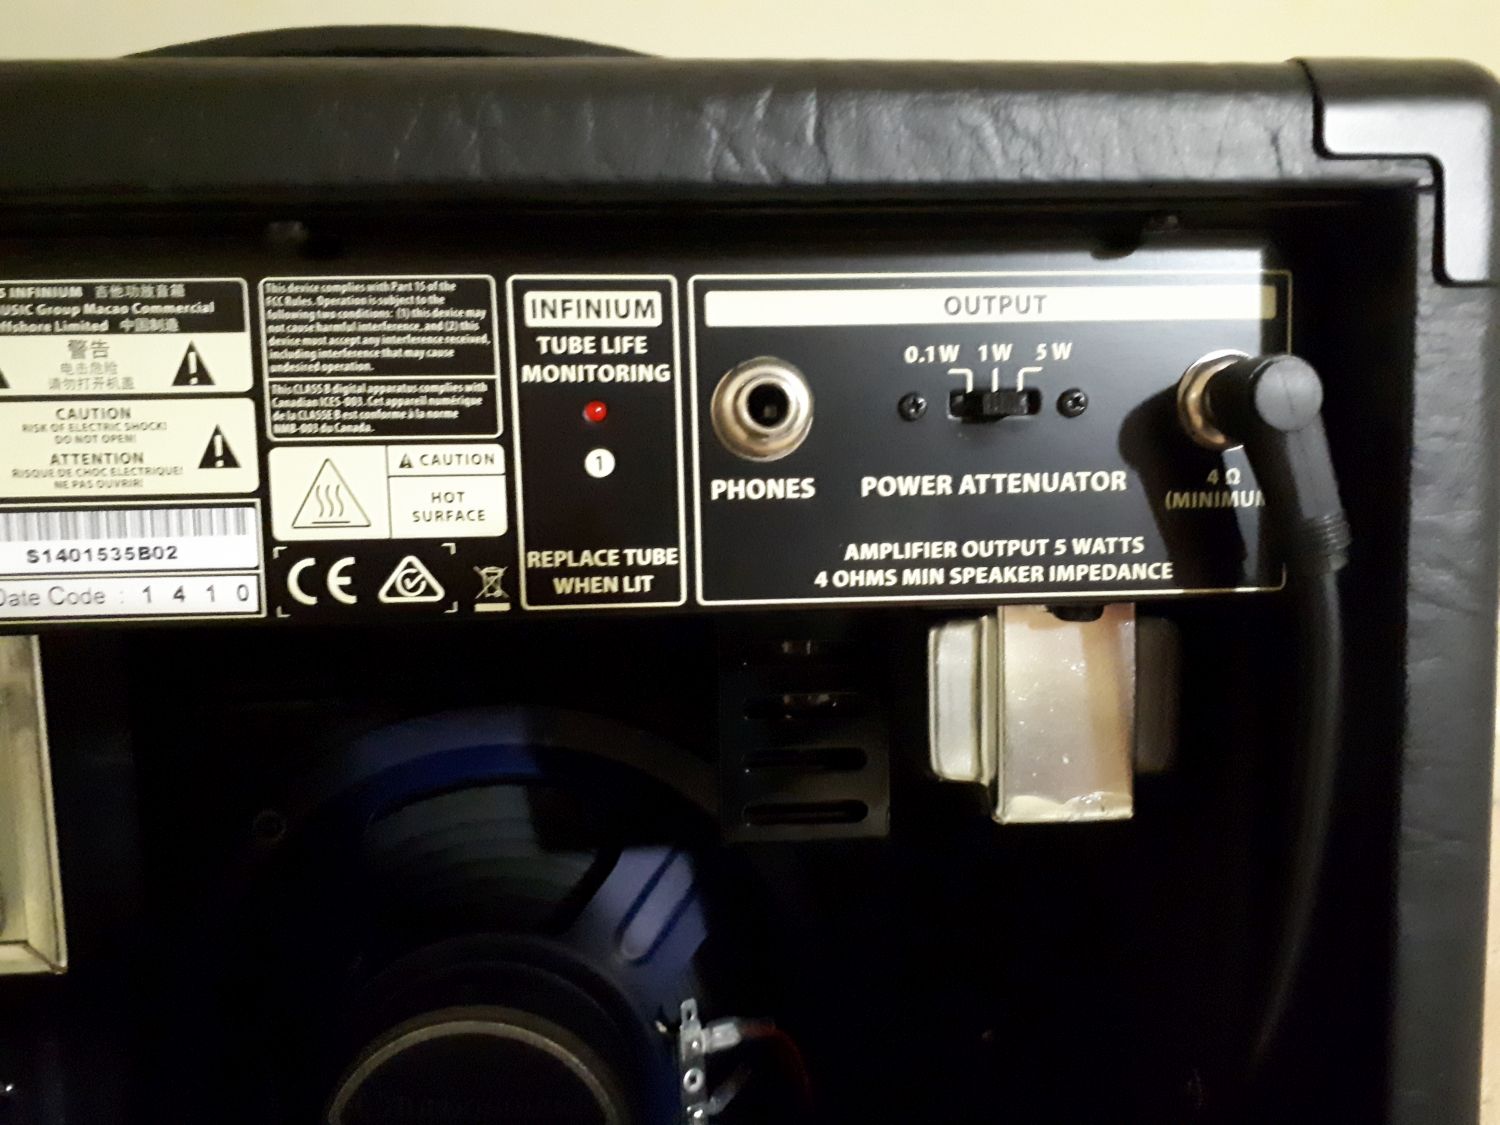 INFINIUM 吉他功放音箱
MUSIC Group Macao Commercial
Offshore Limited 中国制造
警告
电击危险
请勿打开机盖
CAUTION
RISK OF ELECTRIC SHOCK!
DO NOT OPEN!
ATTENTION
RISQUE DE CHOC ELECTRIQUE!
NE PAS OUVRIR!
S1401535B02
Date Code : 1 4 1 0
This device complies with Part 15 of the
FCC Rules. Operation is subject to the
following two conditions: (1) this device may
not cause harmful interference, and (2) this
device must accept any interference received,
including interference that may cause
undesired operation.
This CLASS B digital apparatus complies with
Canadian ICES-003. Cet appareil numérique
de la CLASSE B est conforme à la norme
NMB-003 du Canada.
CAUTION
HOT
SURFACE
CE
INFINIUM
TUBE LIFE
MONITORING
1
REPLACE TUBE
WHEN LIT
OUTPUT
0.1W 1W 5W
PHONES
POWER ATTENUATOR
4 Ω
(MINIMUM
AMPLIFIER OUTPUT 5 WATTS
4 OHMS MIN SPEAKER IMPEDANCE